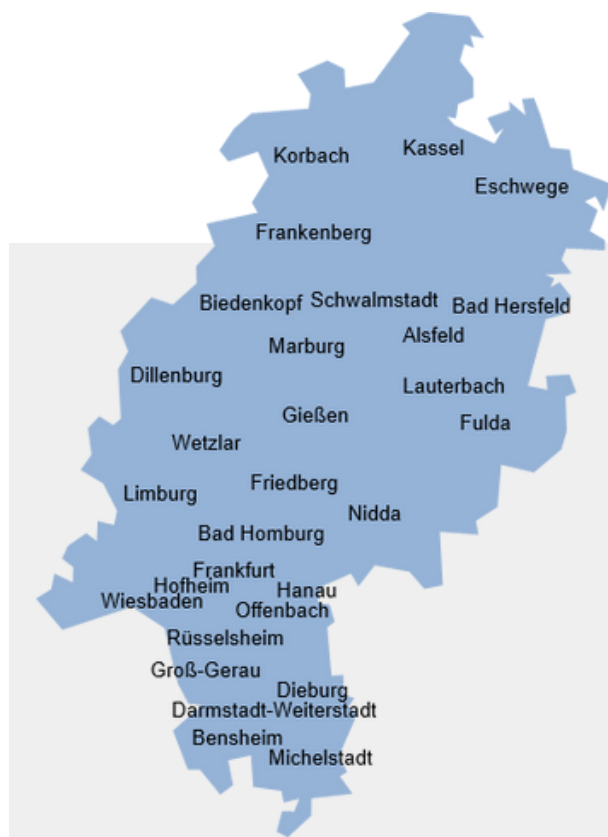 Kassel
Korbach
Eschwege
Frankenberg
Biedenkopf
Schwalmstadt
Bad Hersfeld
Alsfeld
Marburg
Dillenburg
Lauterbach
Gießen
Fulda
Wetzlar
Friedberg
Limburg
Nidda
Bad Homburg
Frankfurt
Hofheim
Hanau
Wiesbaden
Offenbach
Rüsselsheim
Groß-Gerau
Dieburg
Darmstadt-Weiterstadt
Bensheim
Michelstadt